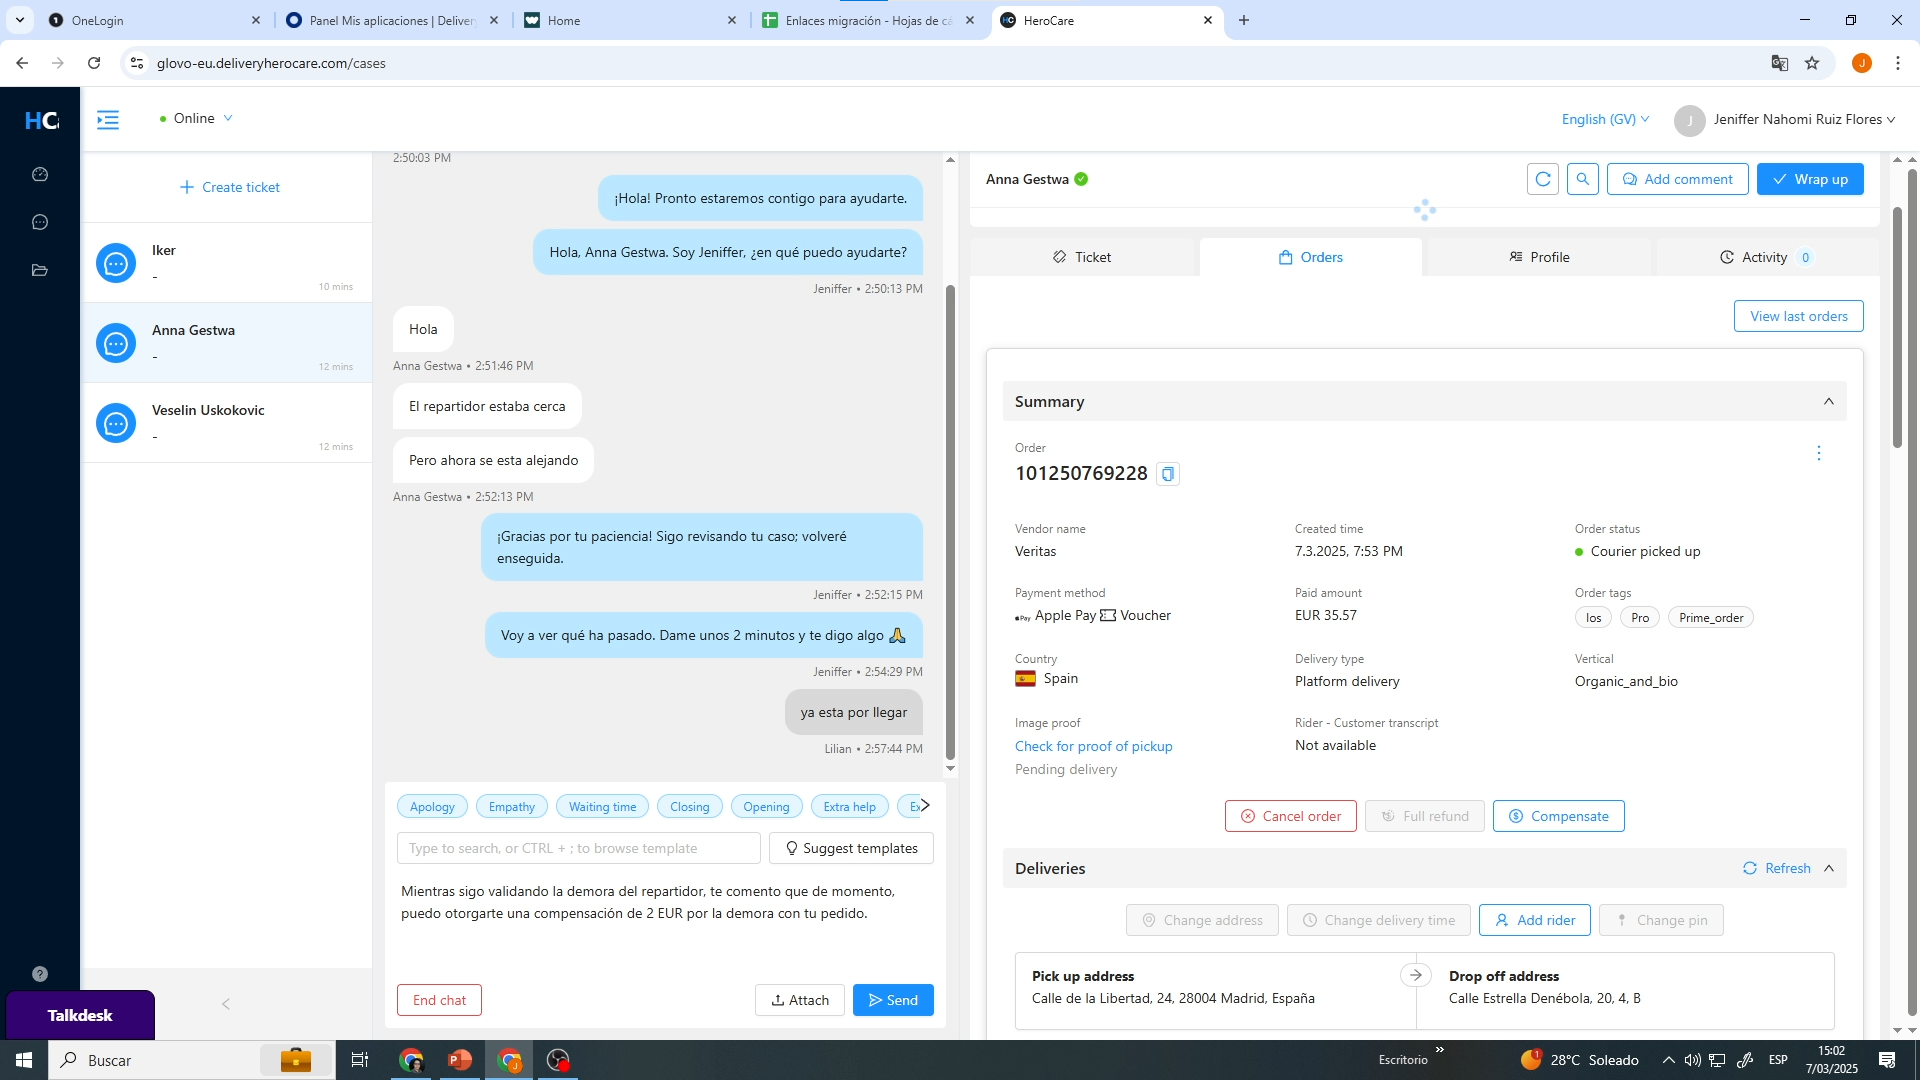 OneLogin
Panel Mis aplicaciones | Deliver
Home
Enlaces migración - Hojas de cá
HeroCare
glovo-eu.deliveryherocare.com/cases
J
HC
Online
English (GV)
J
Jeniffer Nahomi Ruiz Flores
Create ticket
Iker
-
10 mins
Anna Gestwa
-
12 mins
Veselin Uskokovic
-
12 mins
2:50:03 PM
¡Hola! Pronto estaremos contigo para ayudarte.
Hola, Anna Gestwa. Soy Jeniffer, ¿en qué puedo ayudarte?
Jeniffer • 2:50:13 PM
Hola
Anna Gestwa • 2:51:46 PM
El repartidor estaba cerca
Pero ahora se esta alejando
Anna Gestwa • 2:52:13 PM
¡Gracias por tu paciencia! Sigo revisando tu caso; volveré
enseguida.
Jeniffer • 2:52:15 PM
Voy a ver qué ha pasado. Dame unos 2 minutos y te digo algo 🙏
Jeniffer • 2:54:29 PM
ya esta por llegar
Lilian • 2:57:44 PM
Apology
Empathy
Waiting time
Closing
Opening
Extra help
Ex
Type to search, or CTRL + ; to browse template
Suggest templates
Mientras sigo validando la demora del repartidor, te comento que de momento,
puedo otorgarte una compensación de 2 EUR por la demora con tu pedido.
End chat
Attach
Send
Anna Gestwa
Add comment
Wrap up
Ticket
Orders
Profile
Activity 0
View last orders
Summary
Order
101250769228
Vendor name
Veritas
Created time
7.3.2025, 7:53 PM
Order status
Courier picked up
Payment method
Pay Apple Pay Voucher
Paid amount
EUR 35.57
Order tags
Ios
Pro
Prime_order
Country
Spain
Delivery type
Platform delivery
Vertical
Organic_and_bio
Image proof
Check for proof of pickup
Pending delivery
Rider - Customer transcript
Not available
Cancel order
Full refund
Compensate
Deliveries
Refresh
Change address
Change delivery time
Add rider
Change pin
Pick up address
Calle de la Libertad, 24, 28004 Madrid, España
Drop off address
Calle Estrella Denébola, 20, 4, B
Talkdesk
Buscar
Escritorio
1
28°C Soleado
ESP
15:02
7/03/2025